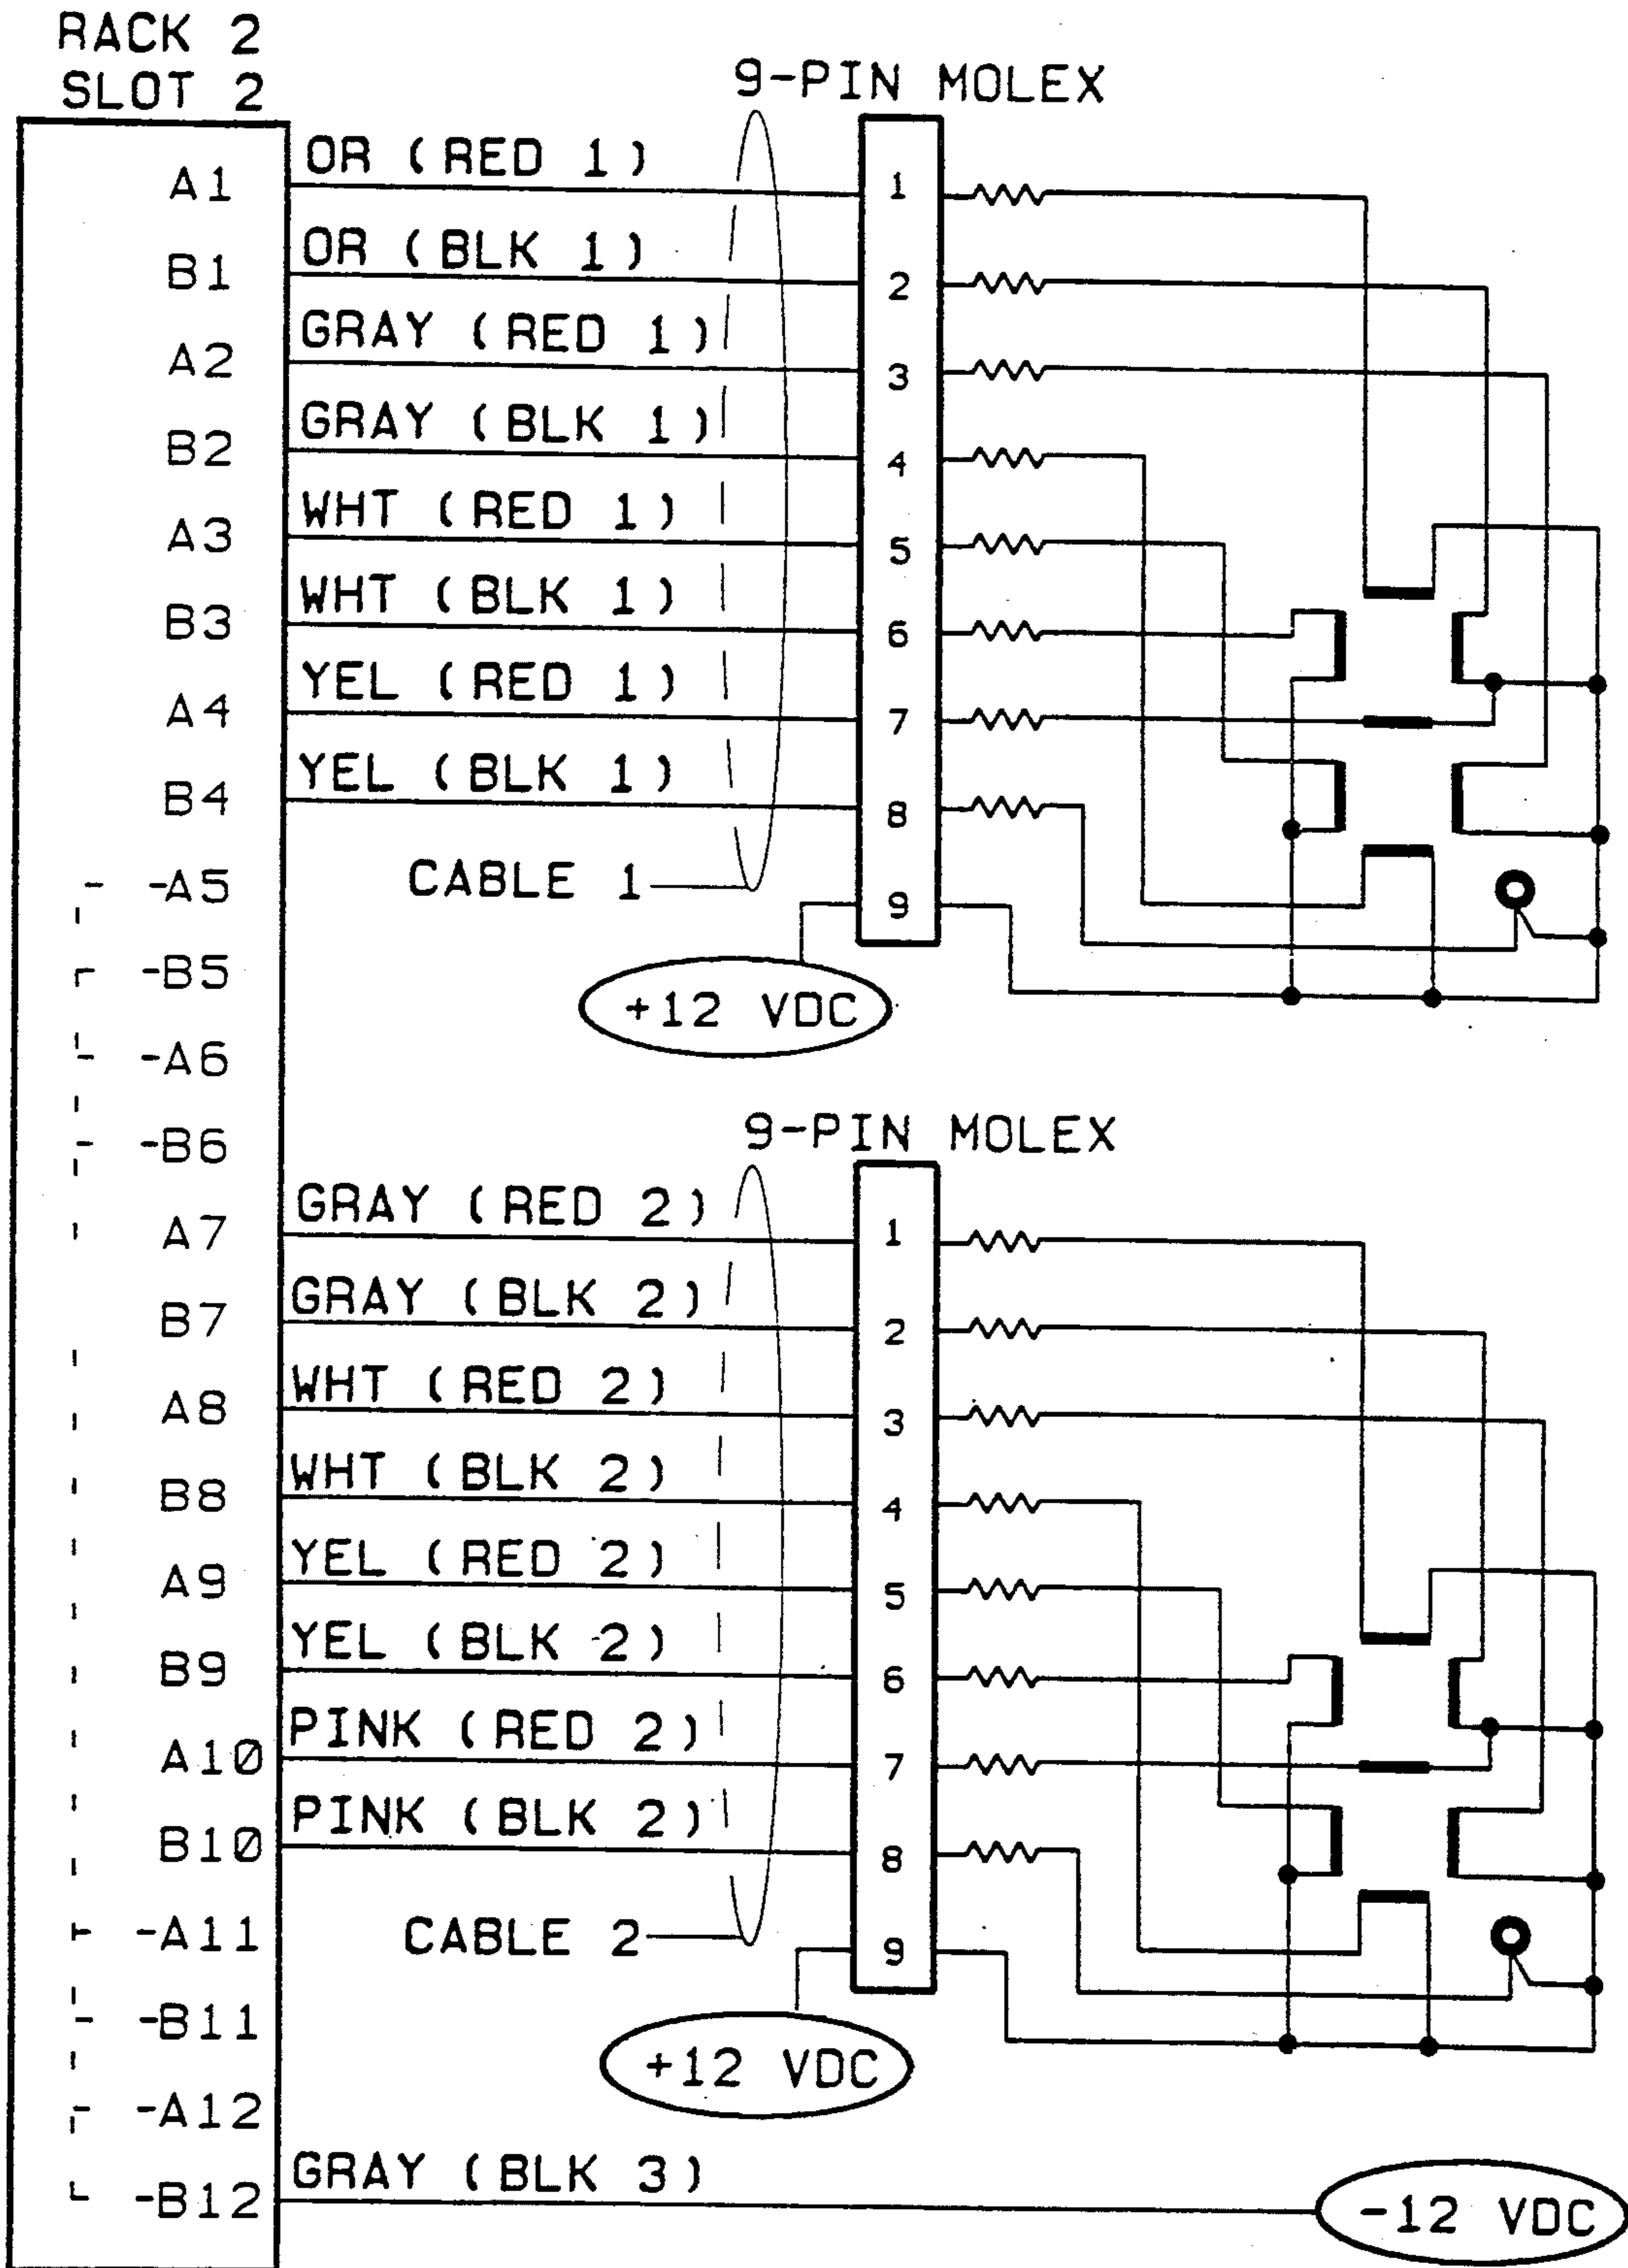 RACK 2
SLOT 2
9-PIN MOLEX
A1 OR (RED 1) 1
B1 OR (BLK 1) 2
A2 GRAY (RED 1) 3
B2 GRAY (BLK 1) 4
A3 WHT (RED 1) 5
B3 WHT (BLK 1) 6
A4 YEL (RED 1) 7
B4 YEL (BLK 1) 8
-A5 CABLE 1 9
-B5 +12 VDC
-A6
-B6 9-PIN MOLEX
A7 GRAY (RED 2) 1
B7 GRAY (BLK 2) 2
A8 WHT (RED 2) 3
B8 WHT (BLK 2) 4
A9 YEL (RED 2) 5
B9 YEL (BLK 2) 6
A10 PINK (RED 2) 7
B10 PINK (BLK 2) 8
-A11 CABLE 2 9
-B11 +12 VDC
-A12
-B12 GRAY (BLK 3) -12 VDC